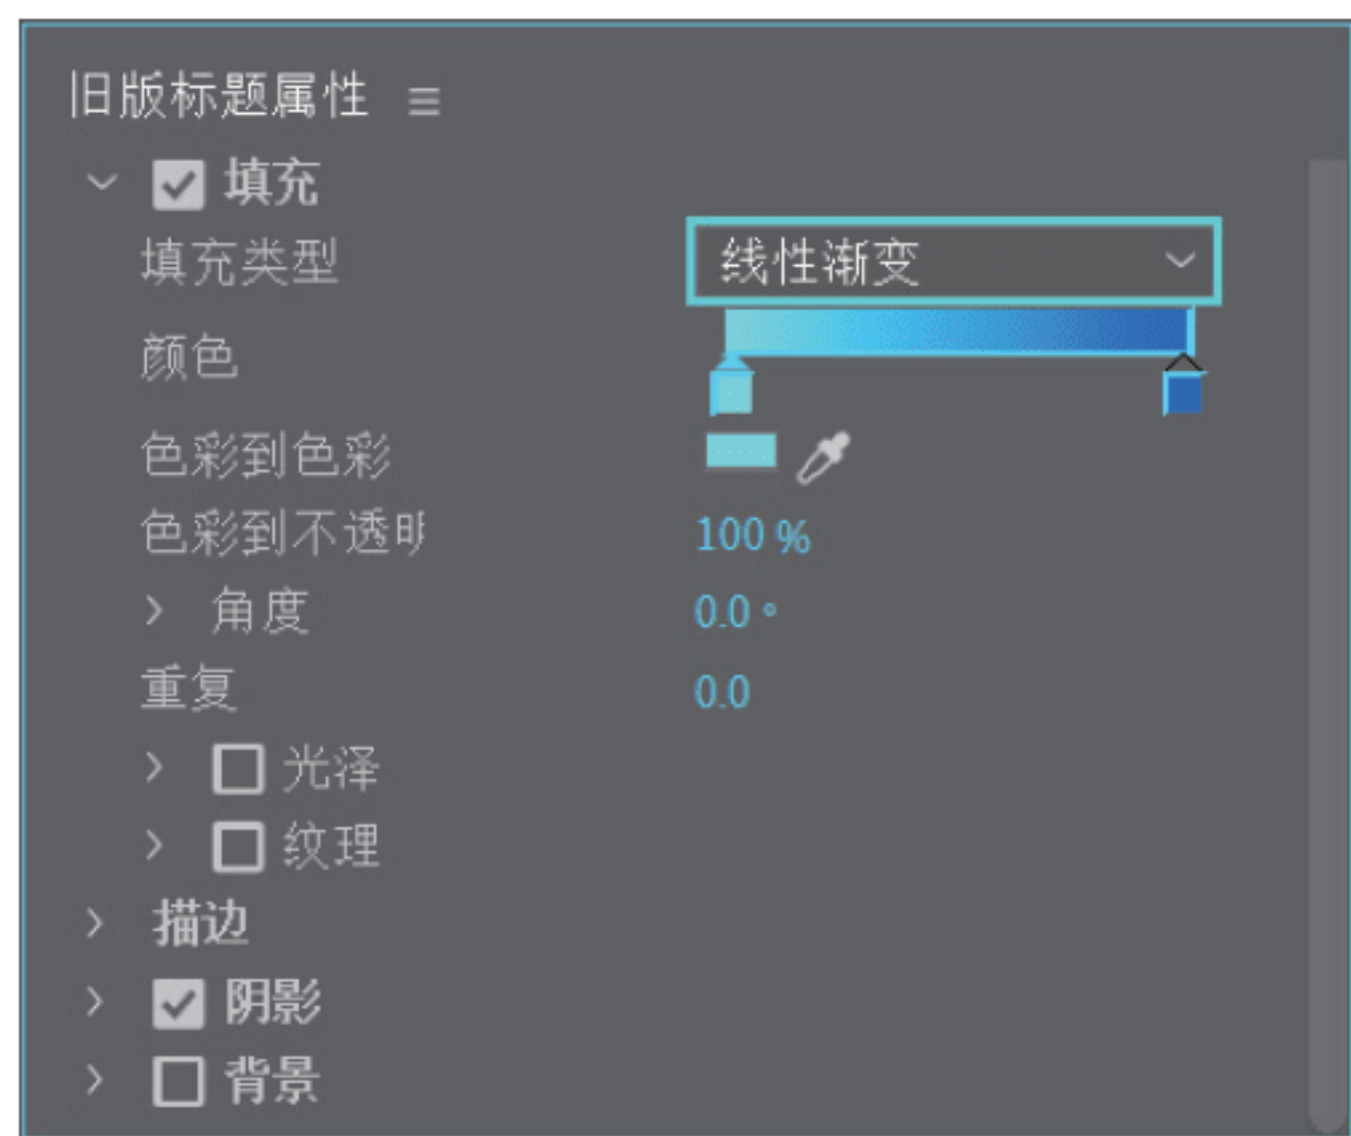 旧版标题属性
填充
填充类型 线性渐变
颜色
色彩到色彩
色彩到不透明 100 %
角度 0.0 °
重复 0.0
光泽
纹理
描边
阴影
背景